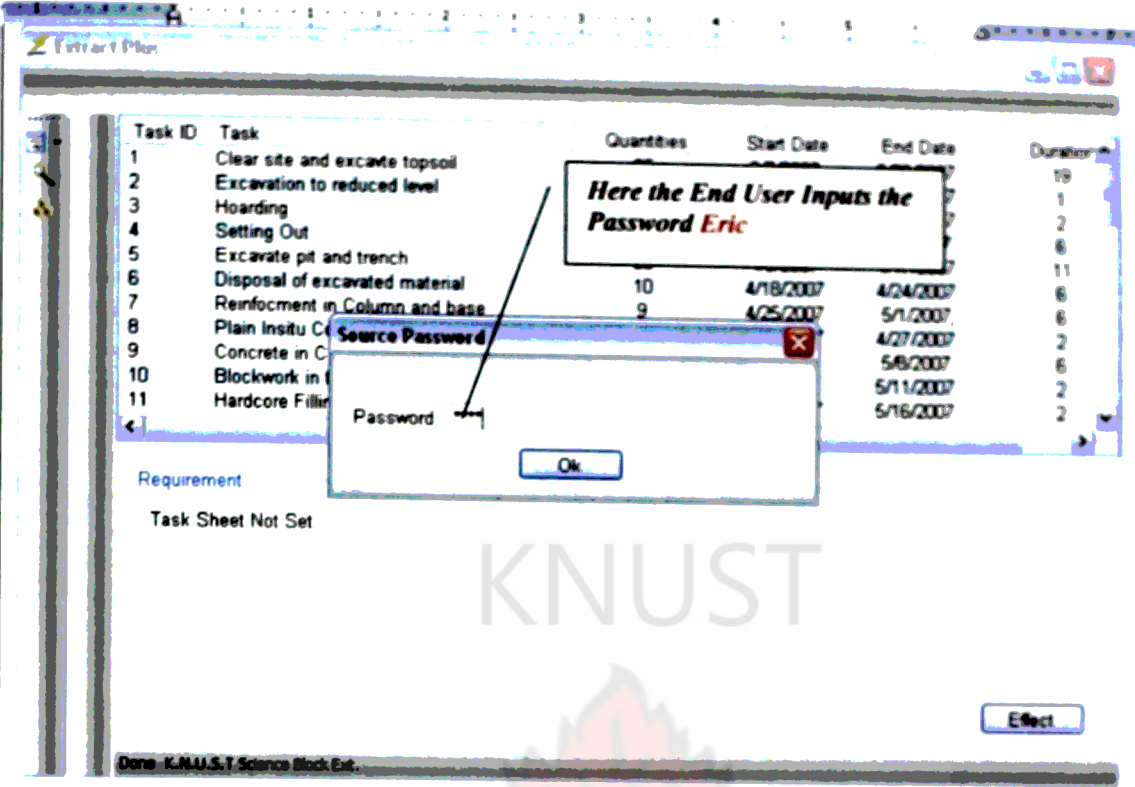 Extract Plus
Task ID Task Quantities Start Date End Date Duration
1 Clear site and excavte topsoil 19
2 Excavation to reduced level 1
3 Hoarding 2
4 Setting Out 6
5 Excavate pit and trench 11
6 Disposal of excavated material 10 4/18/2007 4/24/2007 6
7 Reinfocment in Column and base 9 4/25/2007 5/1/2007 6
8 Plain Insitu 4/27/2007 2
9 Concrete in 5/8/2007 6
10 Blockwork in 5/11/2007 2
11 Hardcore 5/16/2007 2
Here the End User Inputs the
Password Eric
Source Password
Password
Ok
Requirement
Task Sheet Not Set
KNUST
Effect
Done K.N.U.S.T Science Block Ext.